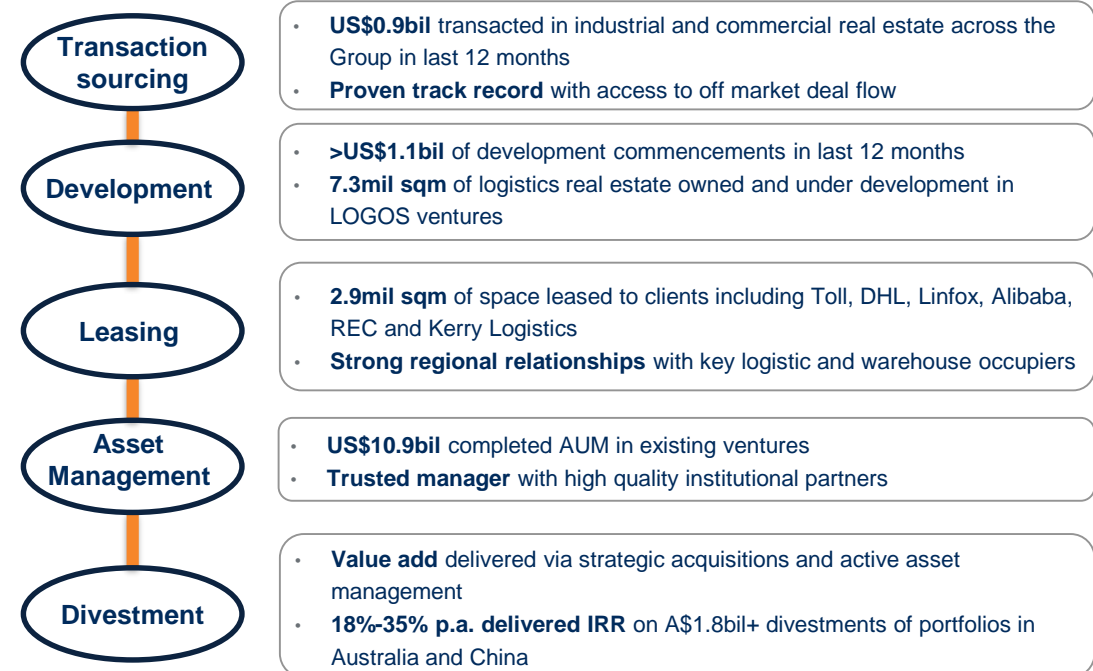 Transaction
sourcing
• US$0.9bil transacted in industrial and commercial real estate across the
Group in last 12 months
• Proven track record with access to off market deal flow
Development
• >US$1.1bil of development commencements in last 12 months
• 7.3mil sqm of logistics real estate owned and under development in
LOGOS ventures
Leasing
• 2.9mil sqm of space leased to clients including Toll, DHL, Linfox, Alibaba,
REC and Kerry Logistics
• Strong regional relationships with key logistic and warehouse occupiers
Asset
Management
• US$10.9bil completed AUM in existing ventures
• Trusted manager with high quality institutional partners
Divestment
• Value add delivered via strategic acquisitions and active asset
management
• 18%-35% p.a. delivered IRR on A$1.8bil+ divestments of portfolios in
Australia and China